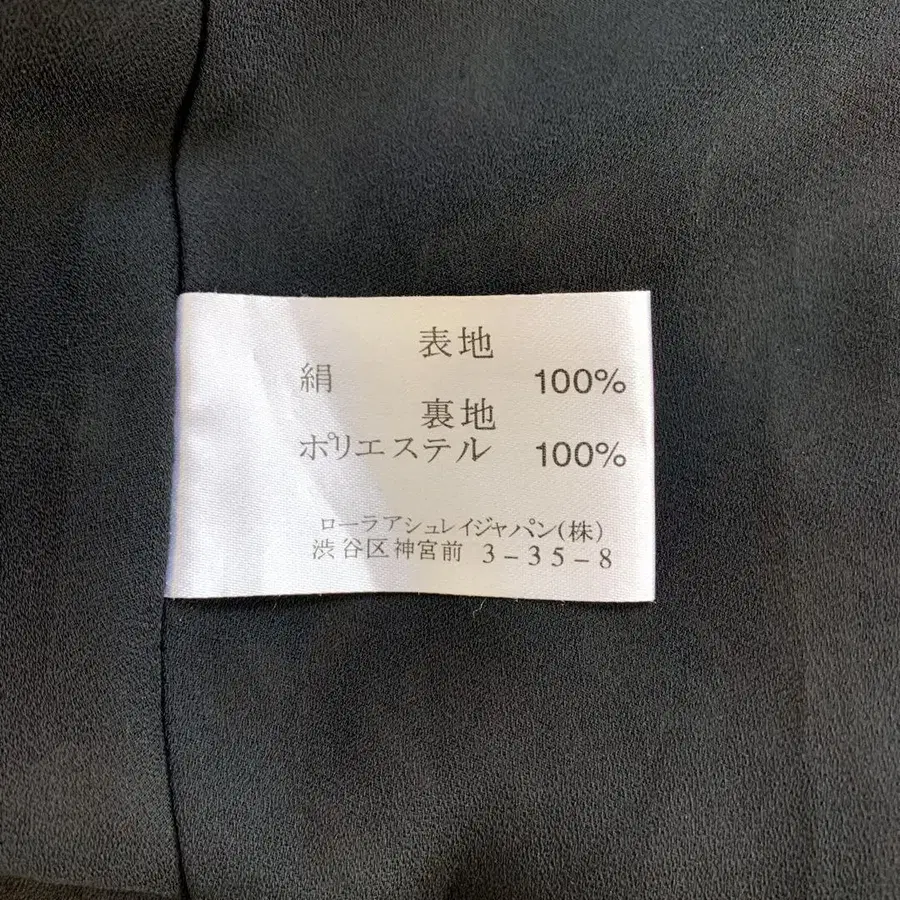 表地
絹 100%
裏地
ポリエステル 100%
ローラアシュレイジャパン(株)
渋谷区神宮前 3-35-8